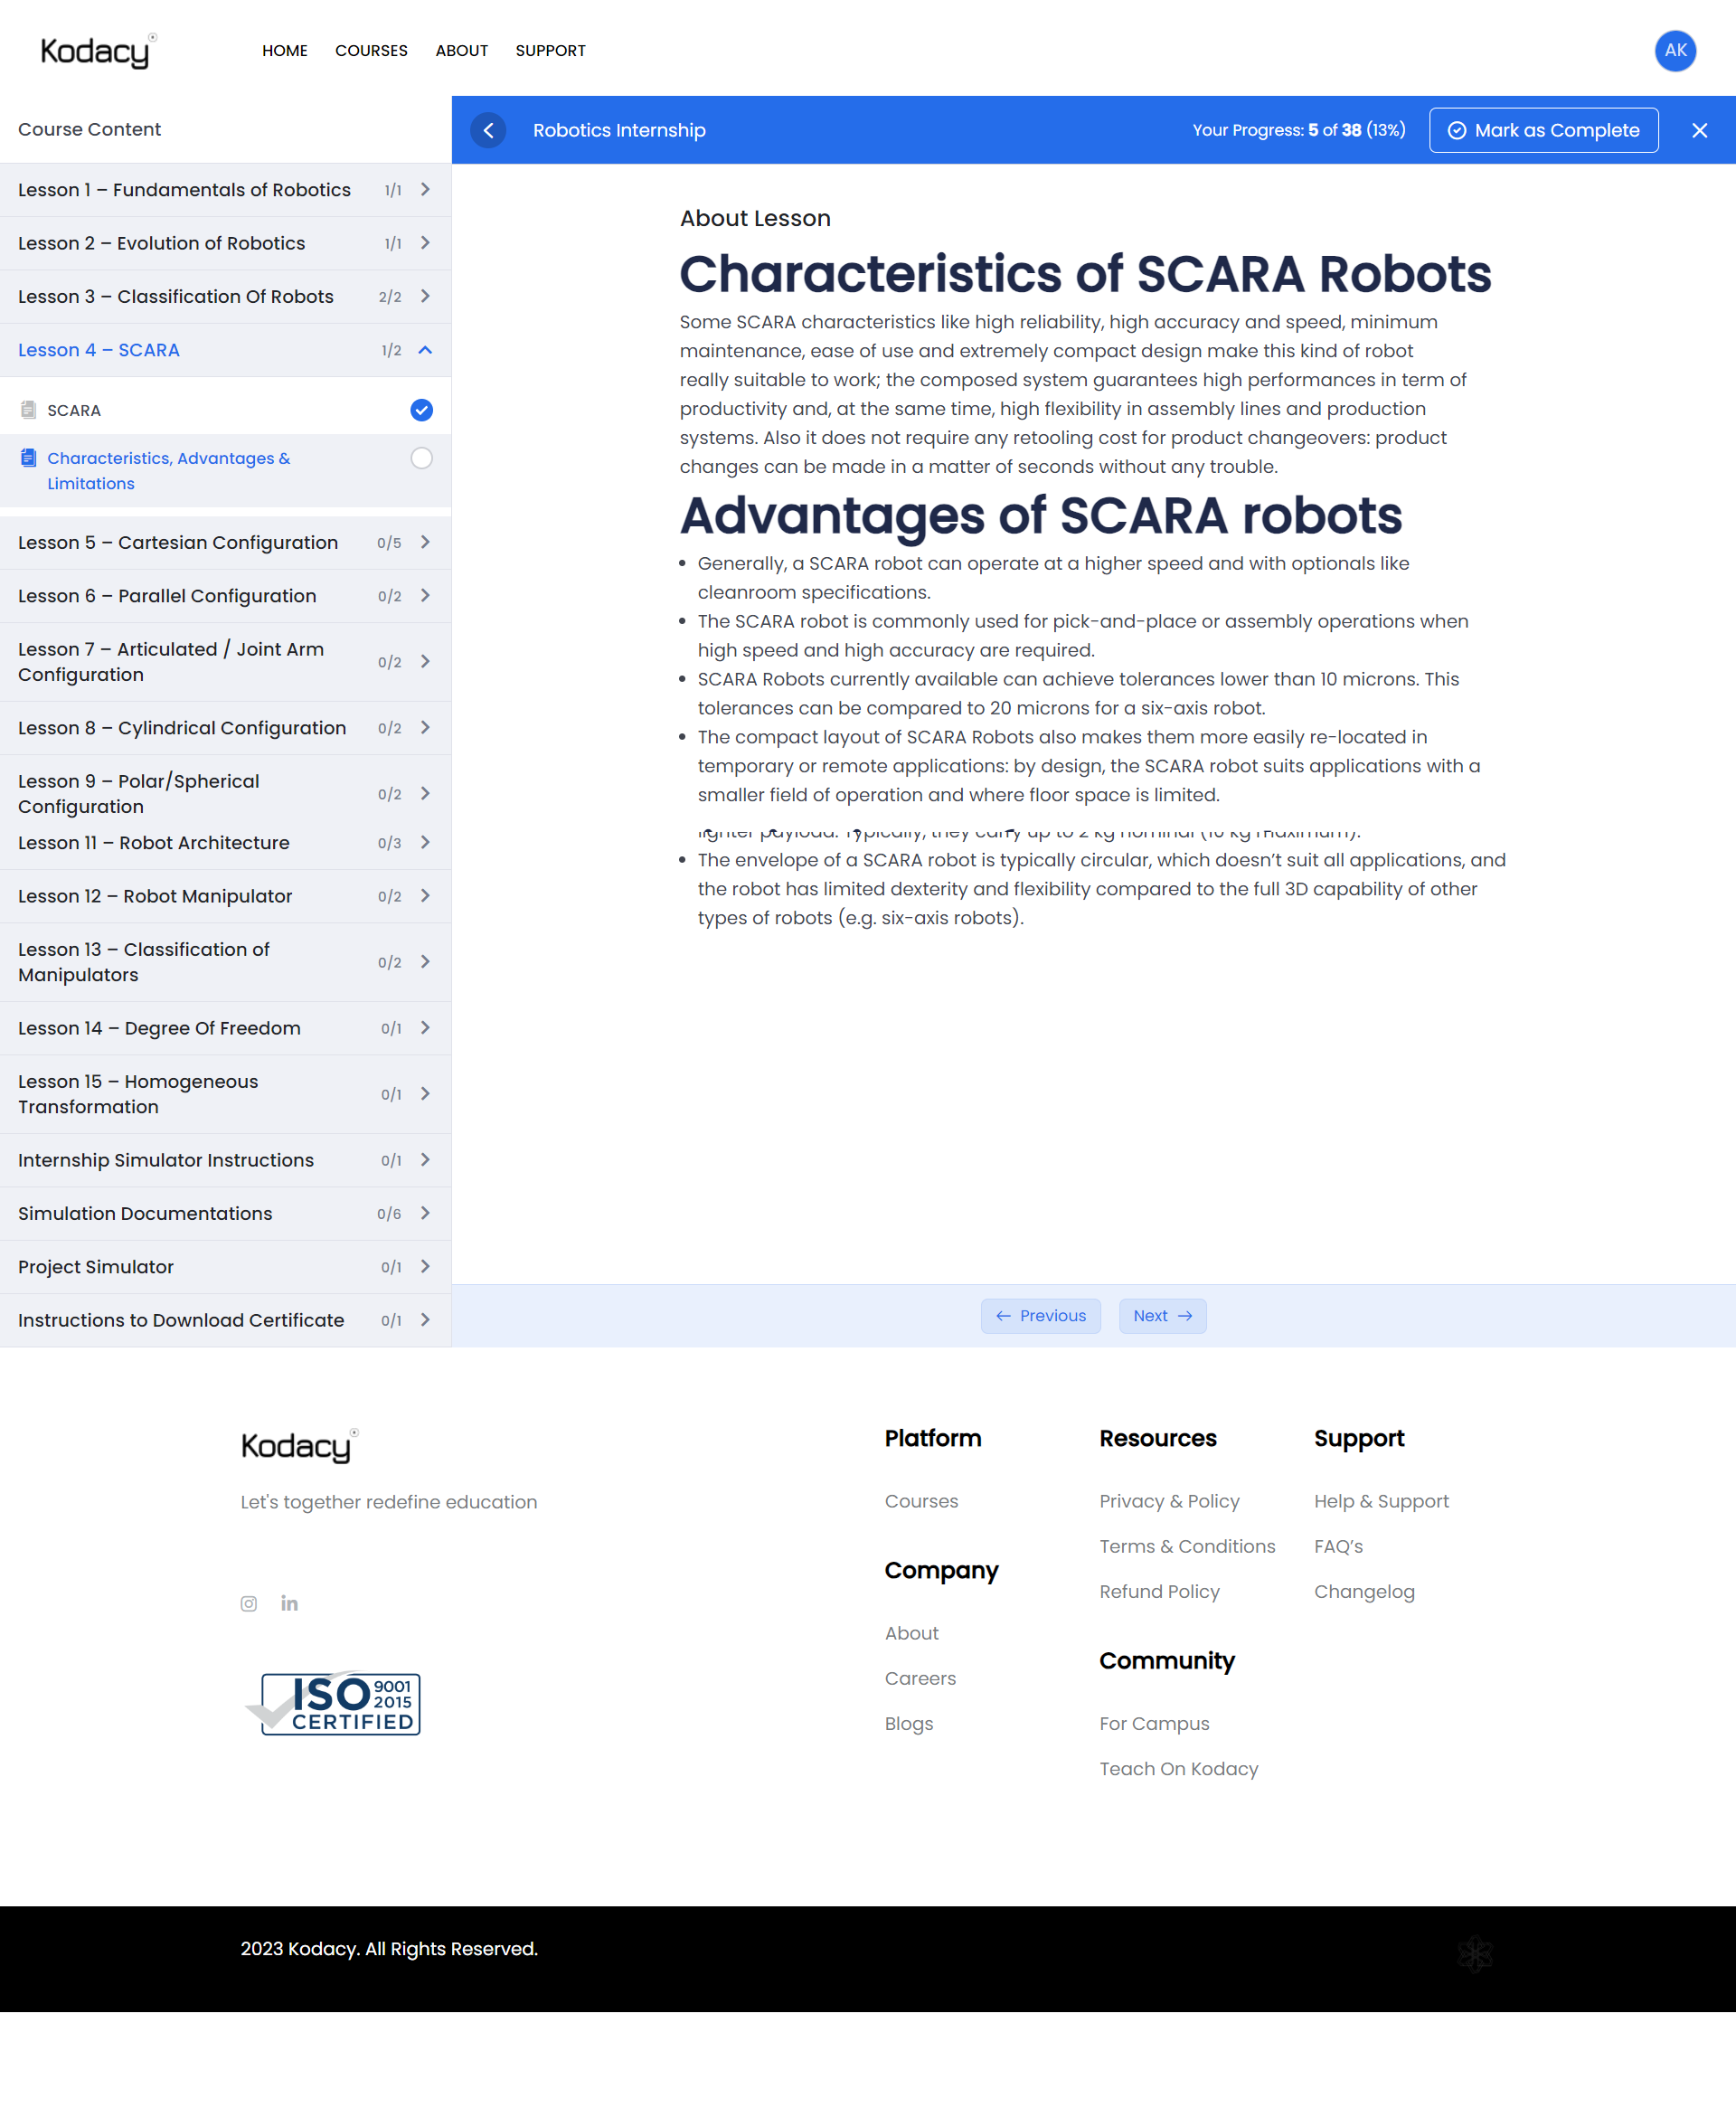 Kodacy
HOME COURSES ABOUT SUPPORT
AK
Course Content
Robotics Internship
Your Progress: 5 of 38 (13%)
Mark as Complete
Lesson 1 – Fundamentals of Robotics 1/1
Lesson 2 – Evolution of Robotics 1/1
Lesson 3 – Classification Of Robots 2/2
Lesson 4 – SCARA 1/2
SCARA
Characteristics, Advantages &
Limitations
Lesson 5 – Cartesian Configuration 0/5
Lesson 6 – Parallel Configuration 0/2
Lesson 7 – Articulated / Joint Arm
Configuration 0/2
Lesson 8 – Cylindrical Configuration 0/2
Lesson 9 – Polar/Spherical
Configuration 0/2
Lesson 11 – Robot Architecture 0/3
Lesson 12 – Robot Manipulator 0/2
Lesson 13 – Classification of
Manipulators 0/2
Lesson 14 – Degree Of Freedom 0/1
Lesson 15 – Homogeneous
Transformation 0/1
Internship Simulator Instructions 0/1
Simulation Documentations 0/6
Project Simulator 0/1
Instructions to Download Certificate 0/1
About Lesson
Characteristics of SCARA Robots
Some SCARA characteristics like high reliability, high accuracy and speed, minimum
maintenance, ease of use and extremely compact design make this kind of robot
really suitable to work; the composed system guarantees high performances in term of
productivity and, at the same time, high flexibility in assembly lines and production
systems. Also it does not require any retooling cost for product changeovers: product
changes can be made in a matter of seconds without any trouble.
Advantages of SCARA robots
Generally, a SCARA robot can operate at a higher speed and with optionals like
cleanroom specifications.
The SCARA robot is commonly used for pick-and-place or assembly operations when
high speed and high accuracy are required.
SCARA Robots currently available can achieve tolerances lower than 10 microns. This
tolerances can be compared to 20 microns for a six-axis robot.
The compact layout of SCARA Robots also makes them more easily re-located in
temporary or remote applications: by design, the SCARA robot suits applications with a
smaller field of operation and where floor space is limited.
lighter payload. Typically, they carry up to 2 kg nominal (10 kg maximum).
The envelope of a SCARA robot is typically circular, which doesn’t suit all applications, and
the robot has limited dexterity and flexibility compared to the full 3D capability of other
types of robots (e.g. six-axis robots).
Previous Next
Kodacy
Let's together redefine education
ISO 9001
2015
CERTIFIED
Platform
Courses
Company
About
Careers
Blogs
Resources
Privacy & Policy
Terms & Conditions
Refund Policy
Community
For Campus
Teach On Kodacy
Support
Help & Support
FAQ’s
Changelog
2023 Kodacy. All Rights Reserved.